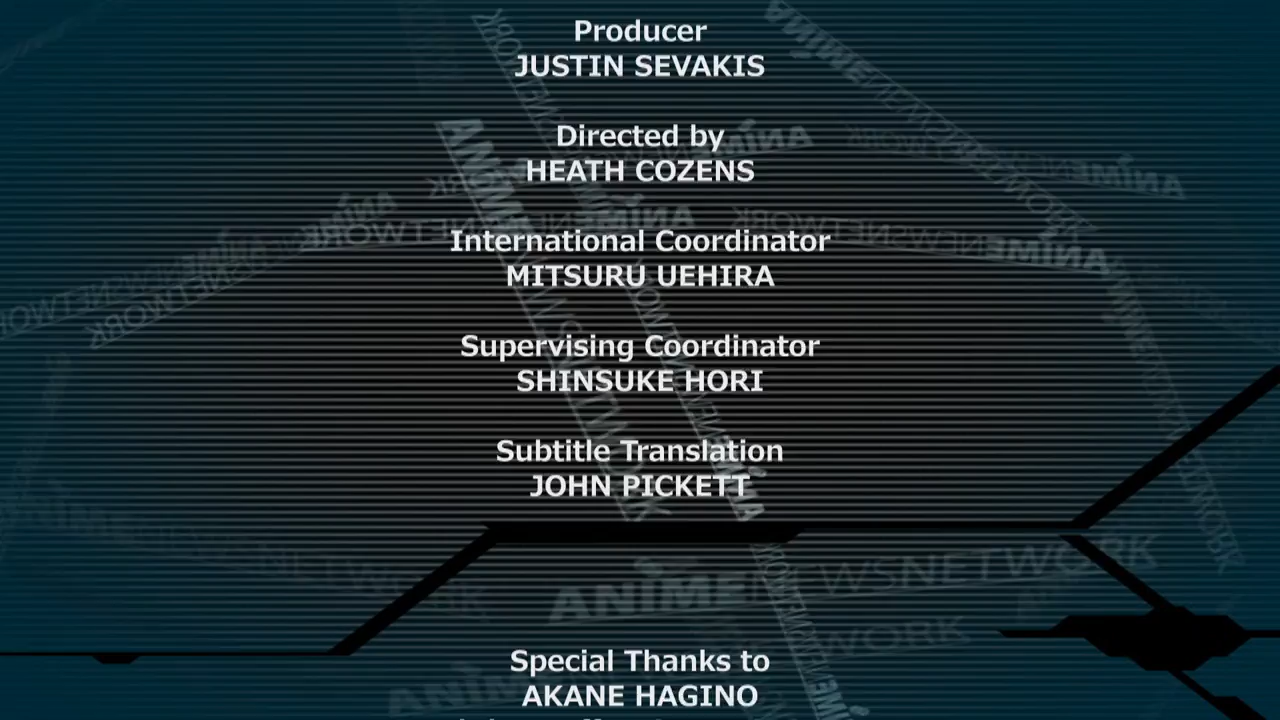 Producer
JUSTIN SEVAKIS
Directed by
HEATH COZENS
International Coordinator
MITSURU UEHIRA
Supervising Coordinator
SHINSUKE HORI
Subtitle Translation
JOHN PICKETT
ANIMENEWSNETWORK
Special Thanks to
AKANE HAGINO